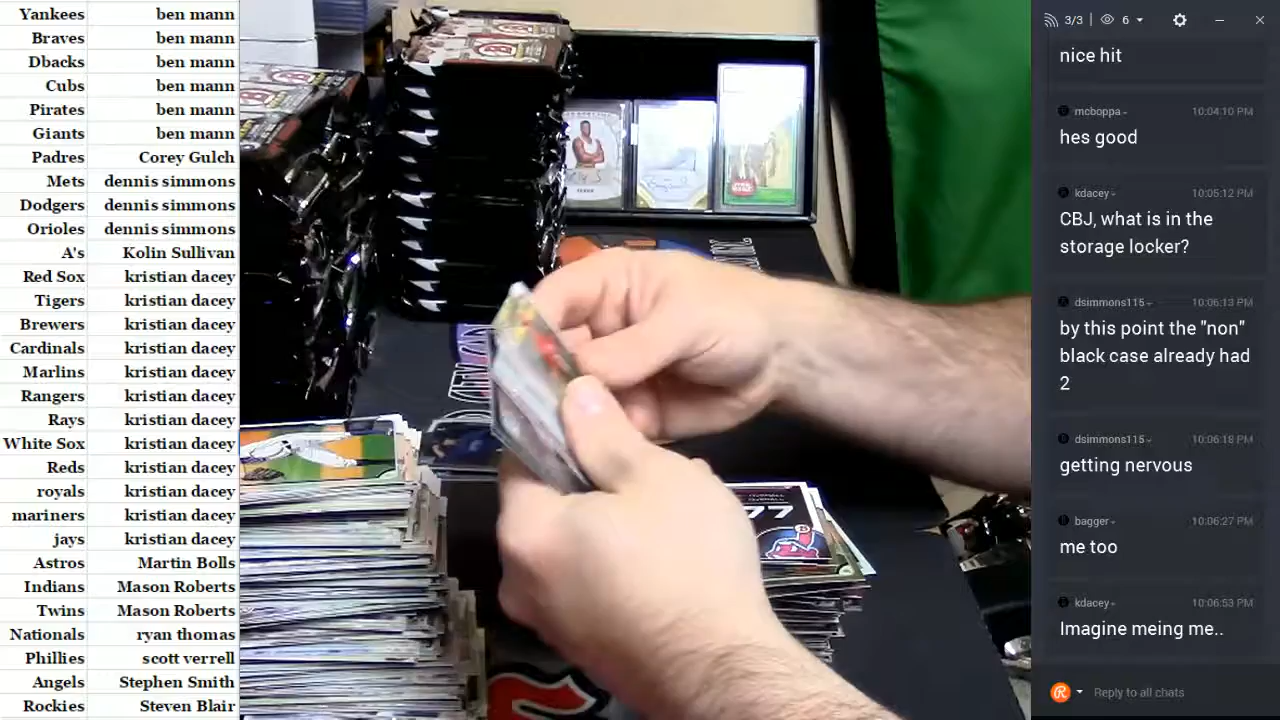 Yankees ben mann
Braves ben mann
Dbacks ben mann
Cubs ben mann
Pirates ben mann
Giants ben mann
Padres Corey Gulch
Mets dennis simmons
Dodgers dennis simmons
Orioles dennis simmons
A's Kolin Sullivan
Red Sox kristian dacey
Tigers kristian dacey
Brewers kristian dacey
Cardinals kristian dacey
Marlins kristian dacey
Rangers kristian dacey
Rays kristian dacey
White Sox kristian dacey
Reds kristian dacey
royals kristian dacey
mariners kristian dacey
jays kristian dacey
Astros Martin Bolls
Indians Mason Roberts
Twins Mason Roberts
Nationals ryan thomas
Phillies scott verrell
Angels Stephen Smith
Rockies Steven Blair
STAR WARS
77
3/3 6
nice hit
mcboppa 10:04:10 PM
hes good
kdacey 10:05:12 PM
CBJ, what is in the
storage locker?
dsimmons115 10:06:13 PM
by this point the "non"
black case already had
2
dsimmons115 10:06:18 PM
getting nervous
bagger 10:06:27 PM
me too
kdacey 10:06:53 PM
Imagine meing me..
Reply to all chats